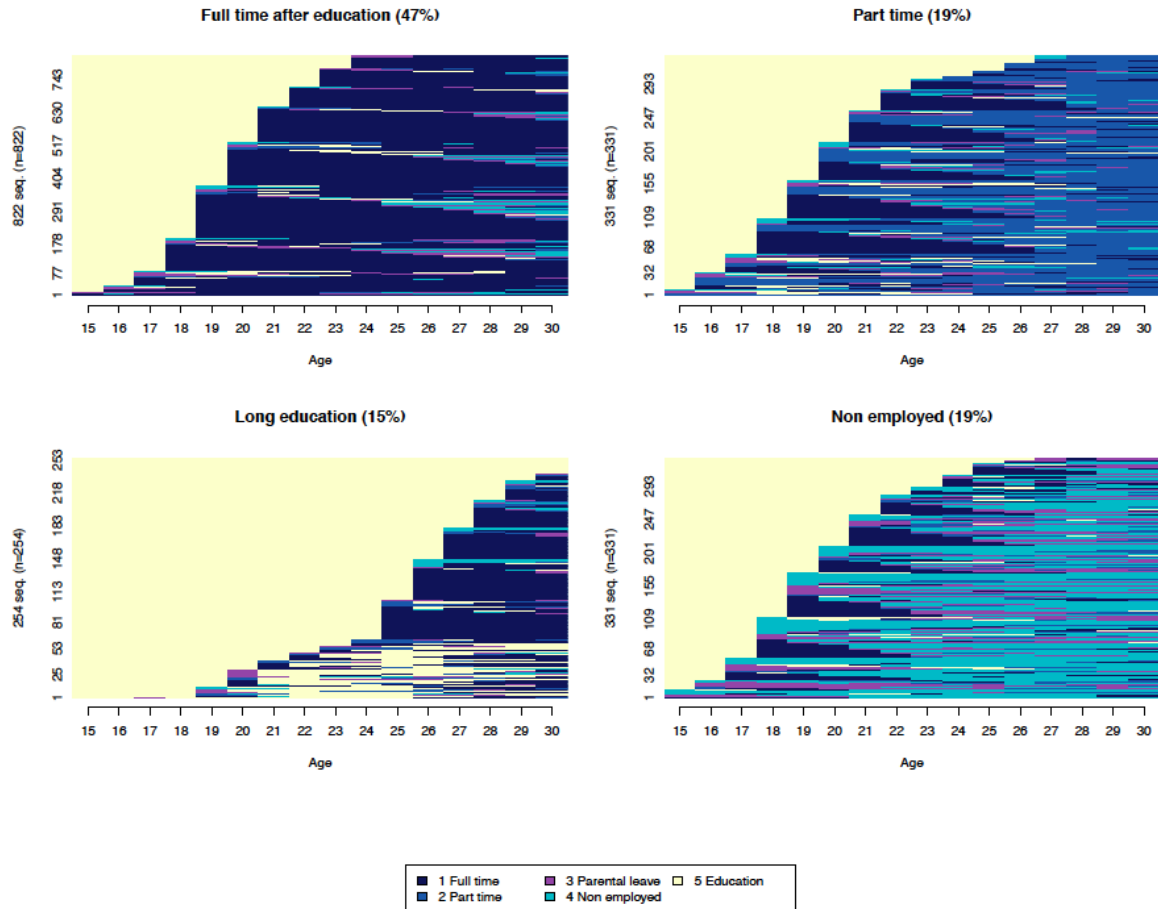 Full time after education (47%)
822 seq. (n=822)
1 77 178 291 404 517 630 743
15 16 17 18 19 20 21 22 23 24 25 26 27 28 29 30
Age
Part time (19%)
331 seq. (n=331)
1 32 68 109 155 201 247 293
15 16 17 18 19 20 21 22 23 24 25 26 27 28 29 30
Age
Long education (15%)
254 seq. (n=254)
1 25 53 81 113 148 183 218 253
15 16 17 18 19 20 21 22 23 24 25 26 27 28 29 30
Age
Non employed (19%)
331 seq. (n=331)
1 32 68 109 155 201 247 293
15 16 17 18 19 20 21 22 23 24 25 26 27 28 29 30
Age
1 Full time 3 Parental leave 5 Education
2 Part time 4 Non employed